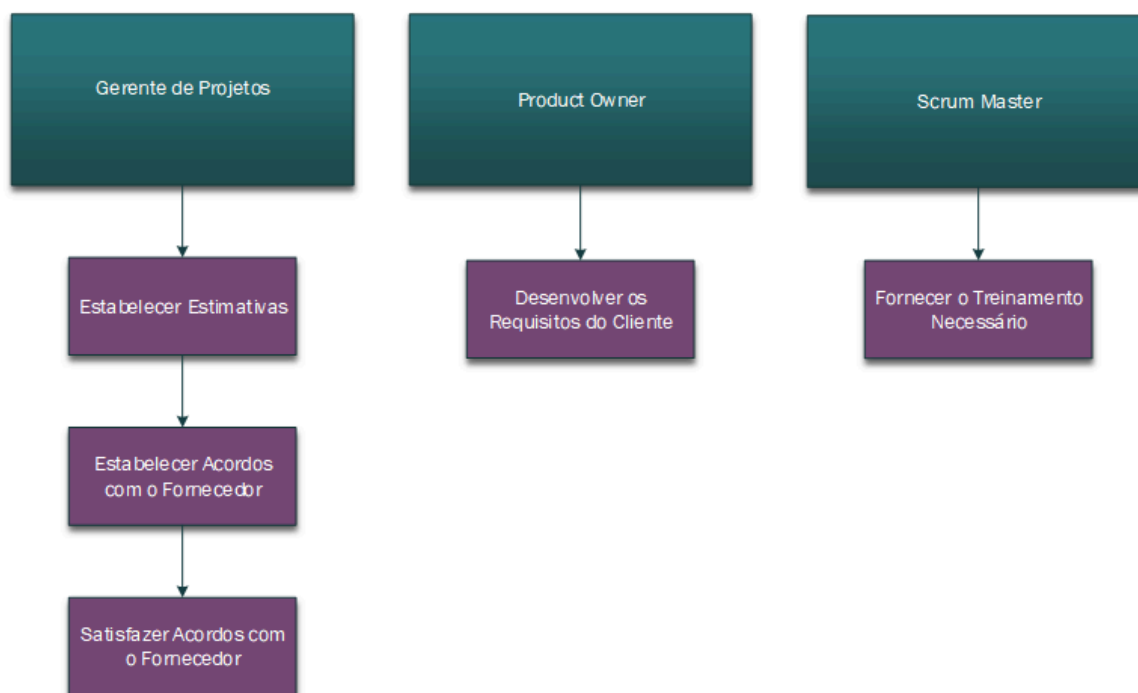 Gerente de Projetos
Product Owner
Scrum Master
Estabelecer Estimativas
Desenvolver os
Requisitos do Cliente
Fornecer o Treinamento
Necessário
Estabelecer Acordos
com o Fornecedor
Satisfazer Acordos com
o Fornecedor